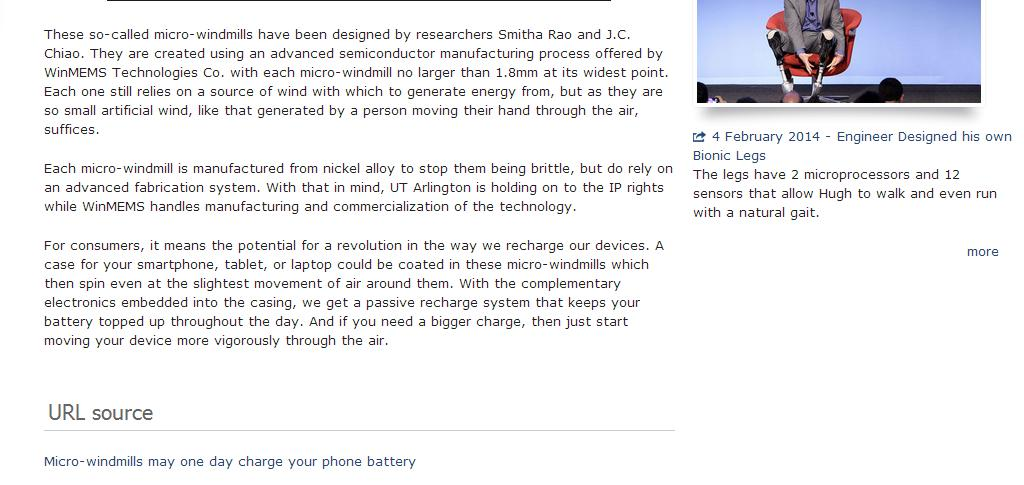 These so-called micro-windmills have been designed by researchers Smitha Rao and J.C.
Chiao. They are created using an advanced semiconductor manufacturing process offered by
WinMEMS Technologies Co. with each micro-windmill no larger than 1.8mm at its widest point.
Each one still relies on a source of wind with which to generate energy from, but as they are
so small artificial wind, like that generated by a person moving their hand through the air,
suffices.
Each micro-windmill is manufactured from nickel alloy to stop them being brittle, but do rely on
an advanced fabrication system. With that in mind, UT Arlington is holding on to the IP rights
while WinMEMS handles manufacturing and commercialization of the technology.
For consumers, it means the potential for a revolution in the way we recharge our devices. A
case for your smartphone, tablet, or laptop could be coated in these micro-windmills which
then spin even at the slightest movement of air around them. With the complementary
electronics embedded into the casing, we get a passive recharge system that keeps your
battery topped up throughout the day. And if you need a bigger charge, then just start
moving your device more vigorously through the air.
URL source
Micro-windmills may one day charge your phone battery
4 February 2014 - Engineer Designed his own
Bionic Legs
The legs have 2 microprocessors and 12
sensors that allow Hugh to walk and even run
with a natural gait.
more